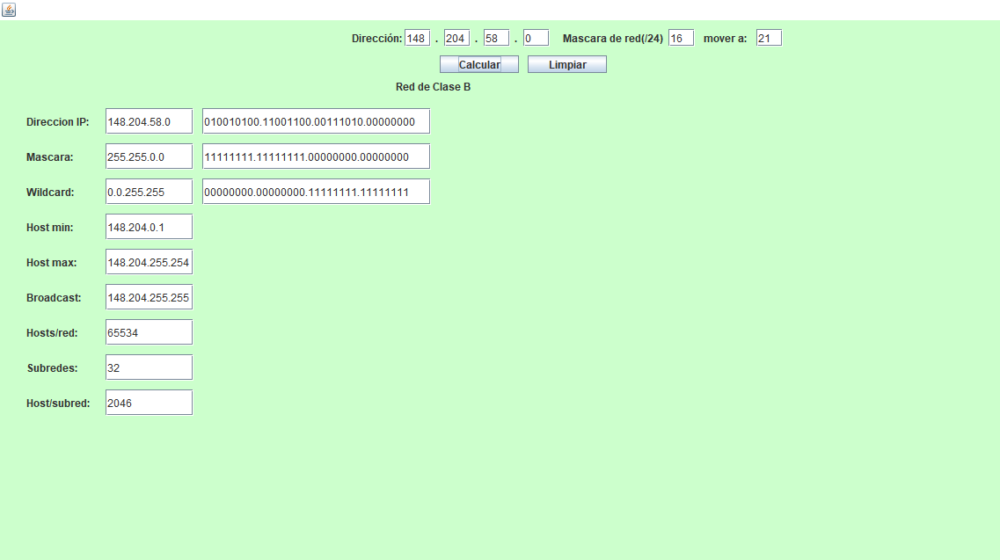 Dirección: 148 . 204 . 58 . 0 Mascara de red(/24) 16 mover a: 21
Calcular Limpiar
Red de Clase B
Direccion IP: 148.204.58.0 010010100.11001100.00111010.00000000
Mascara: 255.255.0.0 11111111.11111111.00000000.00000000
Wildcard: 0.0.255.255 00000000.00000000.11111111.11111111
Host min: 148.204.0.1
Host max: 148.204.255.254
Broadcast: 148.204.255.255
Hosts/red: 65534
Subredes: 32
Host/subred: 2046